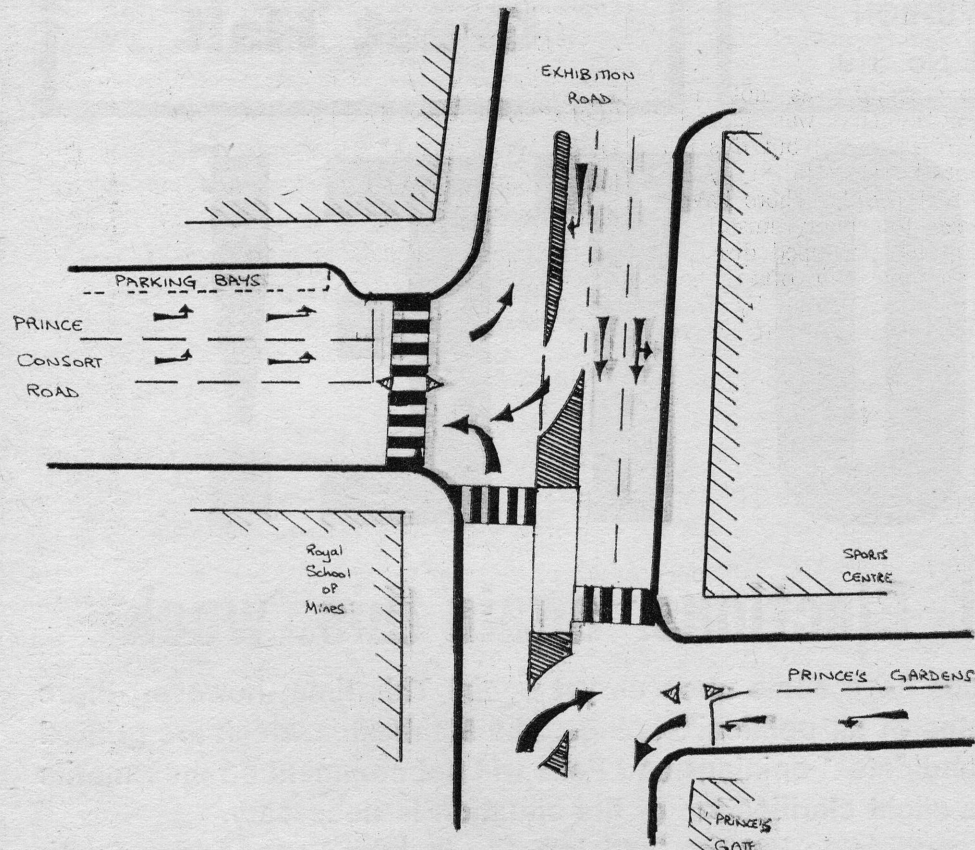 EXHIBITION
ROAD
PARKING BAYS
PRINCE
CONSORT
ROAD
Royal
School
OF
Mines
SPORTS
CENTRE
PRINCE'S GARDENS
PRINCE'S
GATE